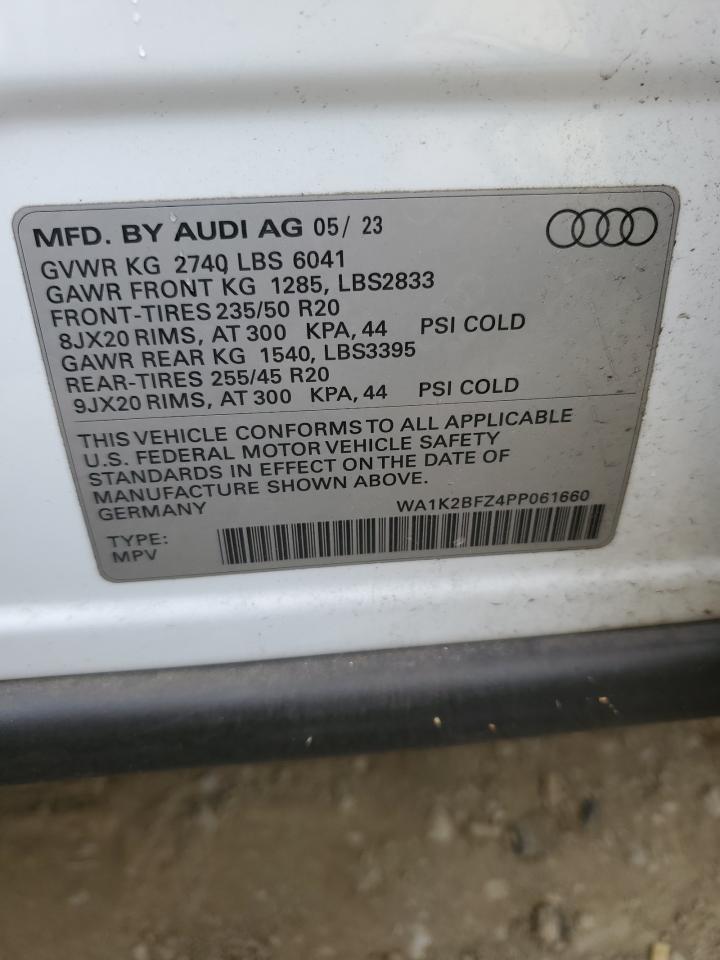 MFD. BY AUDI AG 05/ 23
GVWR KG 2740 LBS 6041
GAWR FRONT KG 1285, LBS2833
FRONT-TIRES 235/50 R20
8JX20 RIMS, AT 300 KPA, 44 PSI COLD
GAWR REAR KG 1540, LBS3395
REAR-TIRES 255/45 R20
9JX20 RIMS, AT 300 KPA, 44 PSI COLD
THIS VEHICLE CONFORMS TO ALL APPLICABLE
U.S. FEDERAL MOTOR VEHICLE SAFETY
STANDARDS IN EFFECT ON THE DATE OF
MANUFACTURE SHOWN ABOVE.
GERMANY WA1K2BFZ4PP061660
TYPE:
MPV